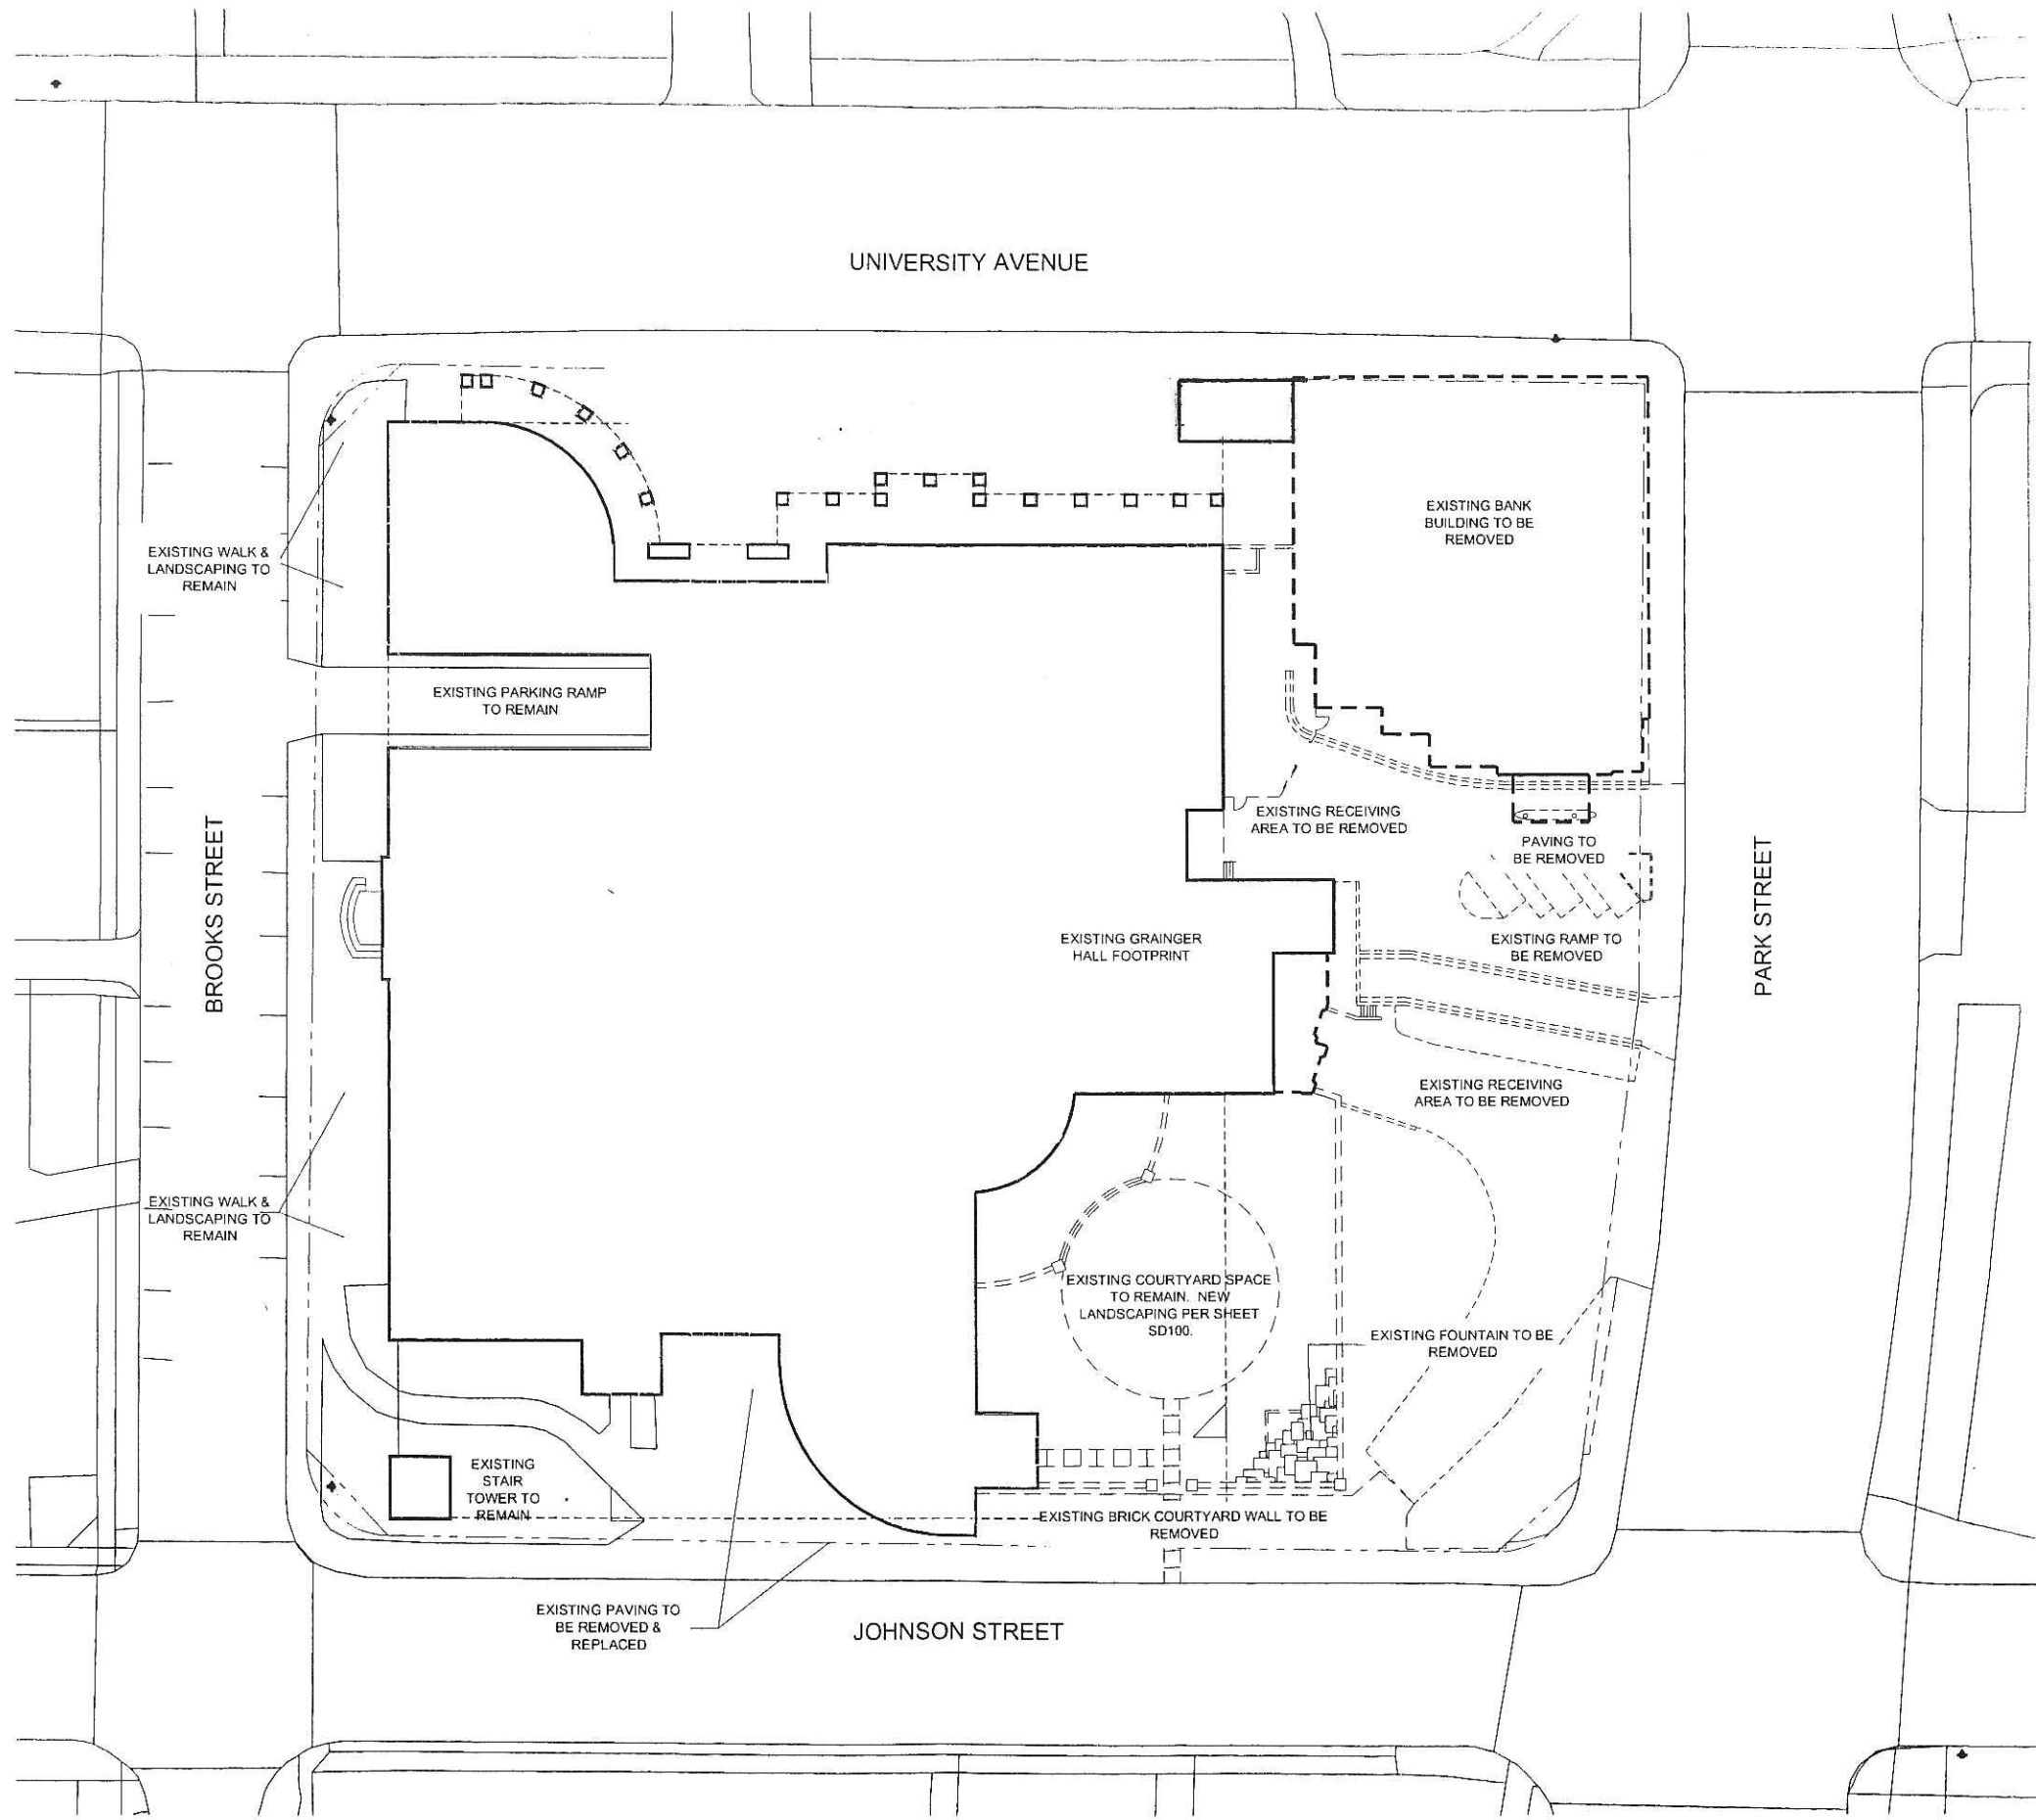 UNIVERSITY AVENUE
EXISTING BANK
BUILDING TO BE
REMOVED
EXISTING WALK &
LANDSCAPING TO
REMAIN
EXISTING PARKING RAMP
TO REMAIN
EXISTING RECEIVING
AREA TO BE REMOVED
PAVING TO
BE REMOVED
BROOKS STREET
PARK STREET
EXISTING GRAINGER
HALL FOOTPRINT
EXISTING RAMP TO
BE REMOVED
EXISTING RECEIVING
AREA TO BE REMOVED
EXISTING WALK &
LANDSCAPING TO
REMAIN
EXISTING COURTYARD SPACE
TO REMAIN. NEW
LANDSCAPING PER SHEET
SD100.
EXISTING FOUNTAIN TO BE
REMOVED
EXISTING
STAIR
TOWER TO
REMAIN
EXISTING BRICK COURTYARD WALL TO BE
REMOVED
EXISTING PAVING TO
BE REMOVED &
REPLACED
JOHNSON STREET